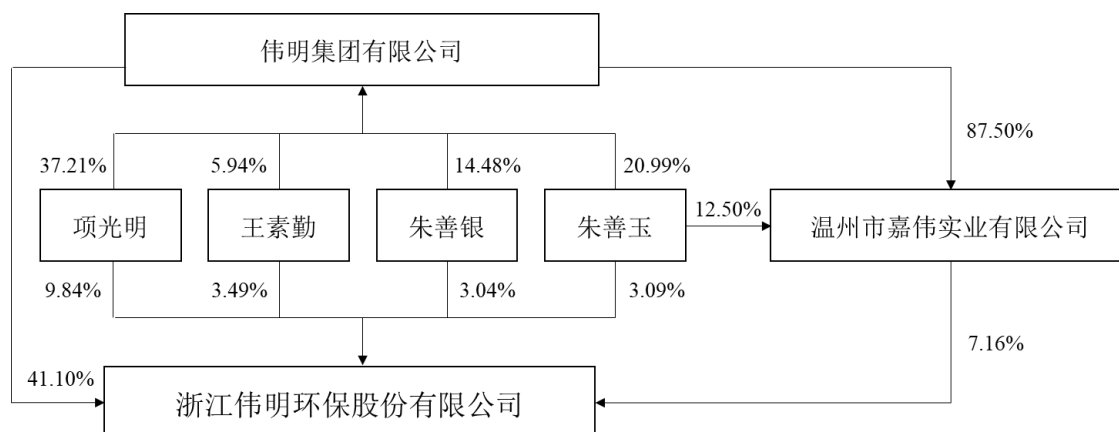 伟明集团有限公司
87.50%
37.21%
5.94%
14.48%
20.99%
项光明
王素勤
朱善银
朱善玉
12.50%
温州市嘉伟实业有限公司
9.84%
3.49%
3.04%
3.09%
7.16%
41.10%
浙江伟明环保股份有限公司